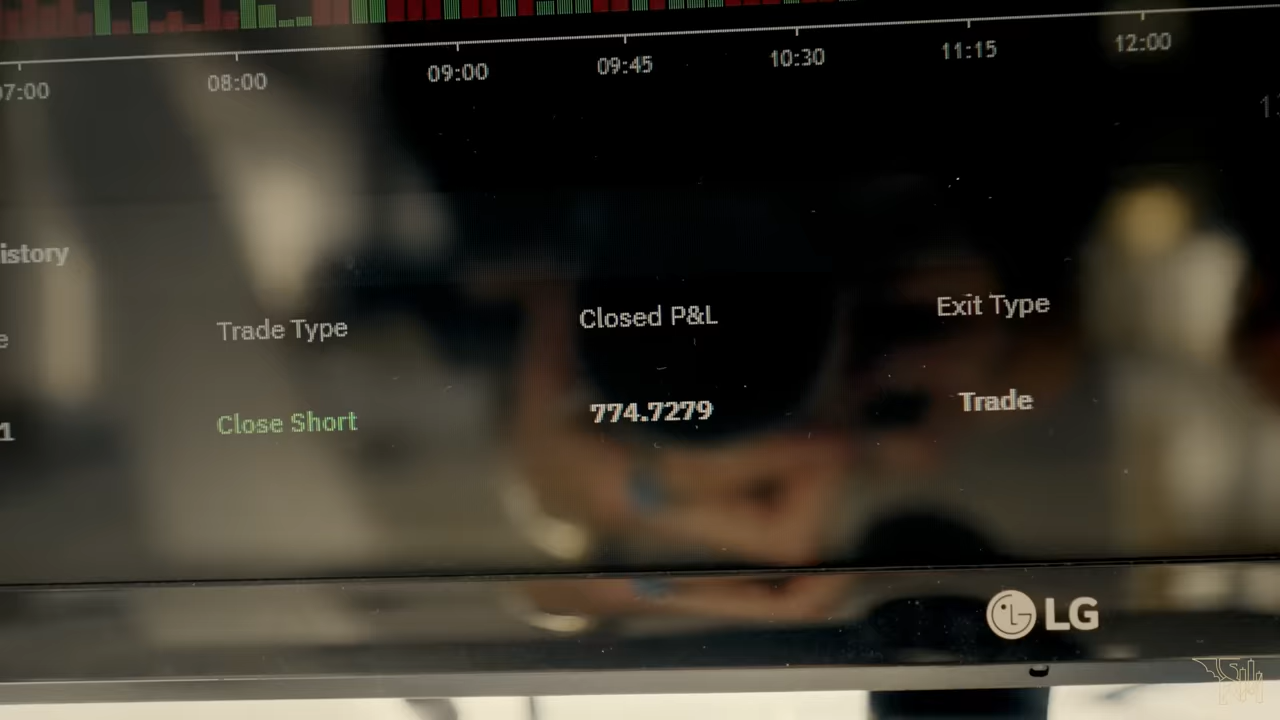 07:00 08:00 09:00 09:45 10:30 11:15 12:00
istory
Trade Type Closed P&L Exit Type
1 Close Short 774.7279 Trade
LG